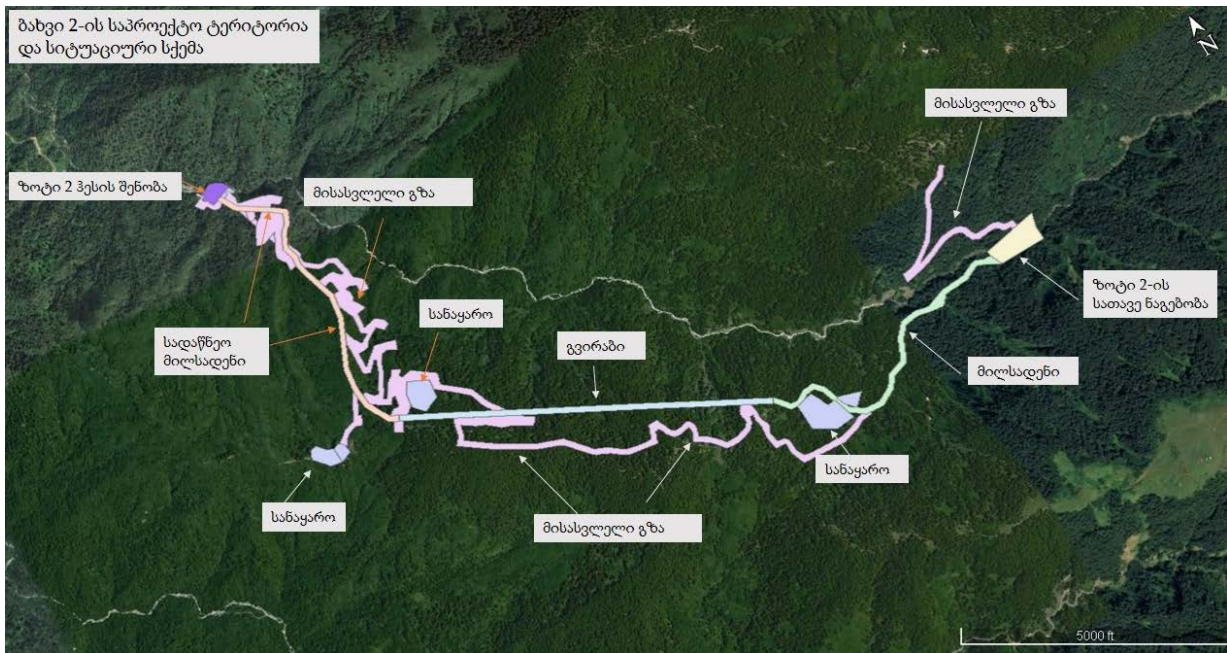 ბახვი 2-ის საპროექტო ტერიტორია
და სიტუაციური სქემა
N
მისასვლელი გზა
ზოტი 2 ჰესის შენობა
მისასვლელი გზა
ზოტი 2-ის
სათავე ნაგებობა
სანაყარო
სადაწნეო
მილსადენი
გვირაბი
მილსადენი
სანაყარო
სანაყარო
მისასვლელი გზა
5000 ft